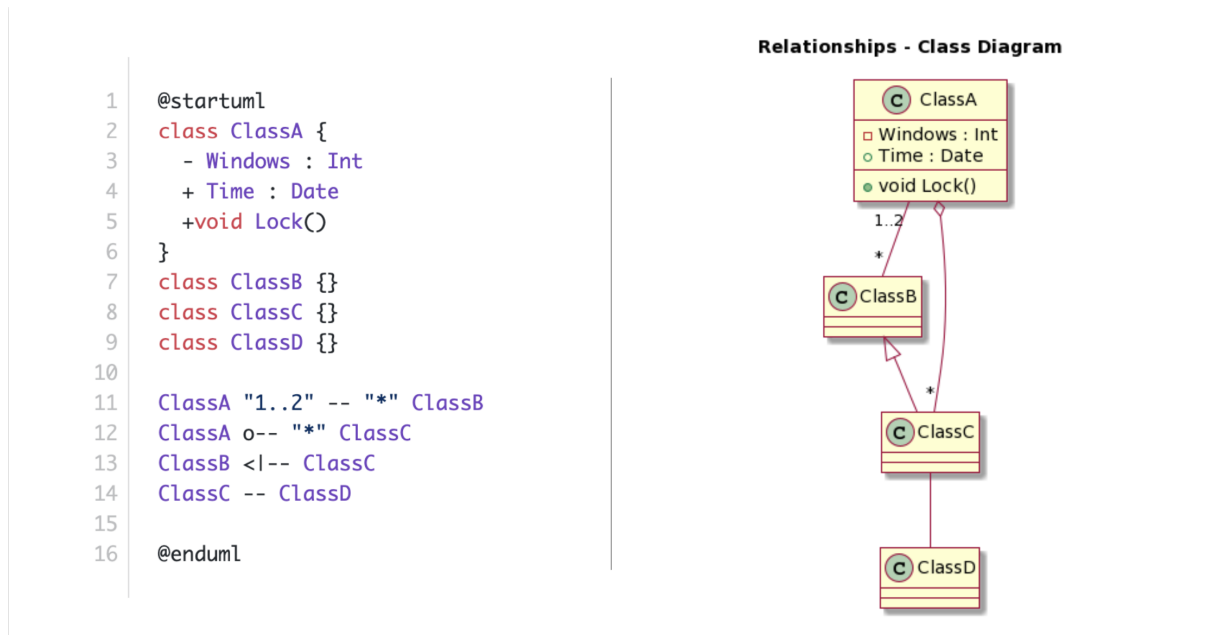 1 @startuml
2 class ClassA {
3 - Windows : Int
4 + Time : Date
5 +void Lock()
6 }
7 class ClassB {}
8 class ClassC {}
9 class ClassD {}
10
11 ClassA "1..2" -- "*" ClassB
12 ClassA o-- "*" ClassC
13 ClassB <|-- ClassC
14 ClassC -- ClassD
15
16 @enduml
Relationships - Class Diagram
C ClassA
Windows : Int
Time : Date
void Lock()
1..2
*
C ClassB
*
C ClassC
C ClassD